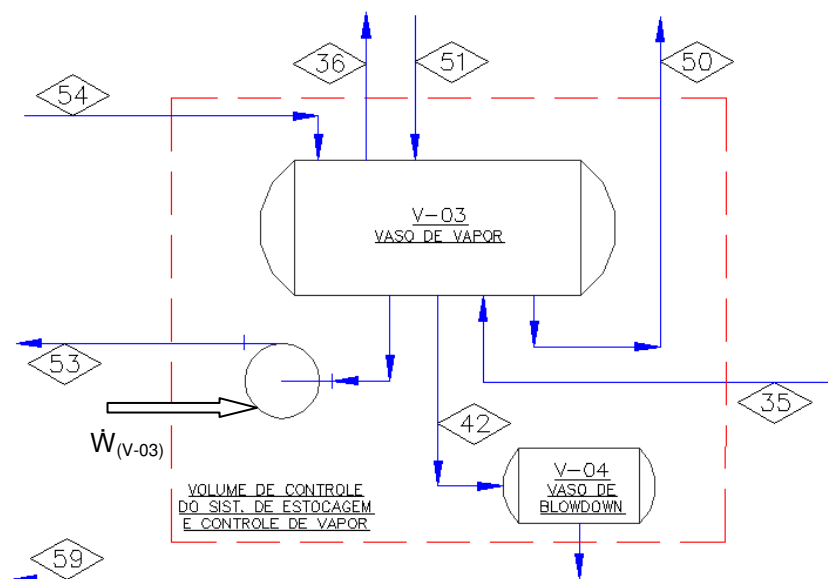 36
51
50
54
V-03
VASO DE VAPOR
53
35
Ẇ(V-03)
42
V-04
VASO DE
BLOWDOWN
VOLUME DE CONTROLE
DO SIST. DE ESTOCAGEM
E CONTROLE DE VAPOR
59